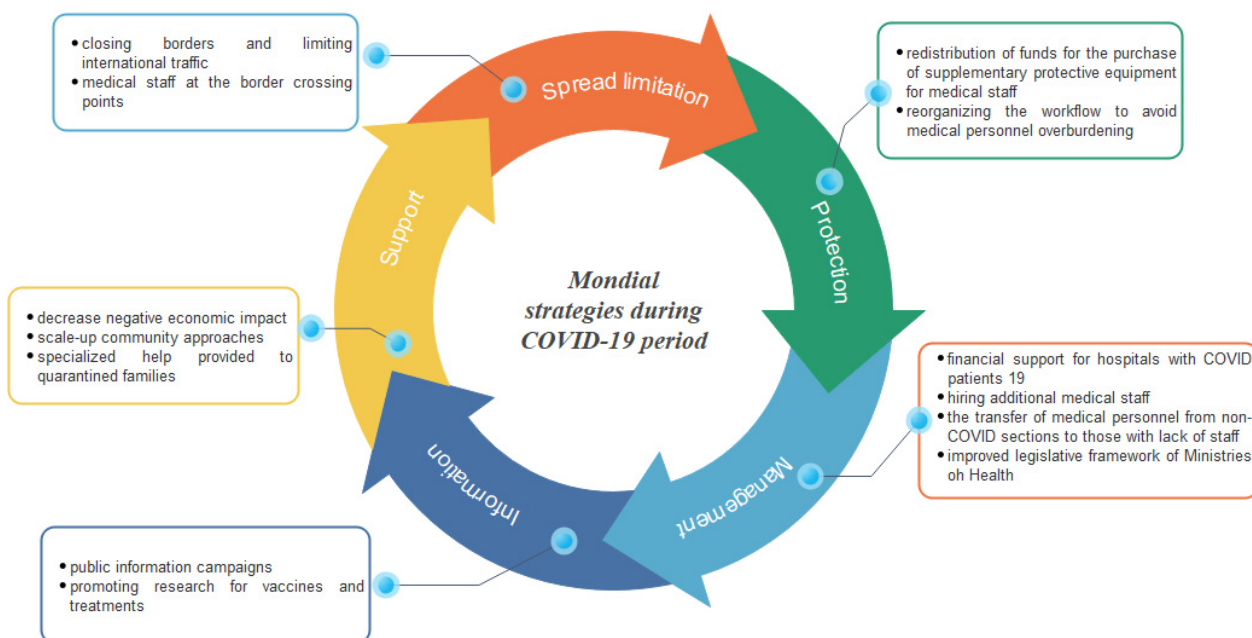 • closing borders and limiting
international traffic
• medical staff at the border crossing
points
Spread limitation
• redistribution of funds for the purchase
of supplementary protective equipment
for medical staff
• reorganizing the workflow to avoid
medical personnel overburdening
Protection
Support
Mondial
strategies during
COVID-19 period
• decrease negative economic impact
• scale-up community approaches
• specialized help provided to
quarantined families
• financial support for hospitals with COVID
patients 19
• hiring additional medical staff
• the transfer of medical personnel from non-
COVID sections to those with lack of staff
• improved legislative framework of Ministries
oh Health
Management
Information
• public information campaigns
• promoting research for vaccines and
treatments